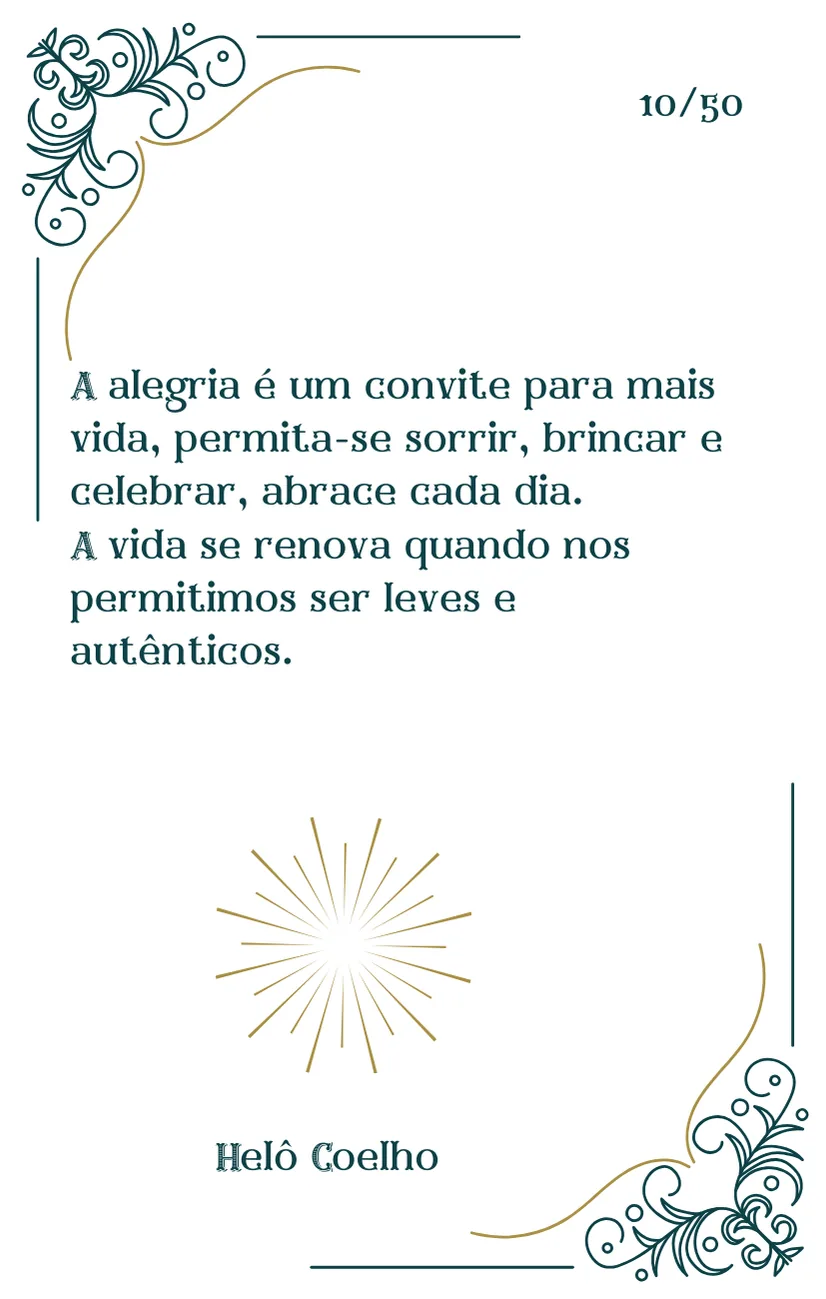 10/50
A alegria é um convite para mais
vida, permita-se sorrir, brincar e
celebrar, abrace cada dia.
A vida se renova quando nos
permitimos ser leves e
autênticos.
Helô Coelho